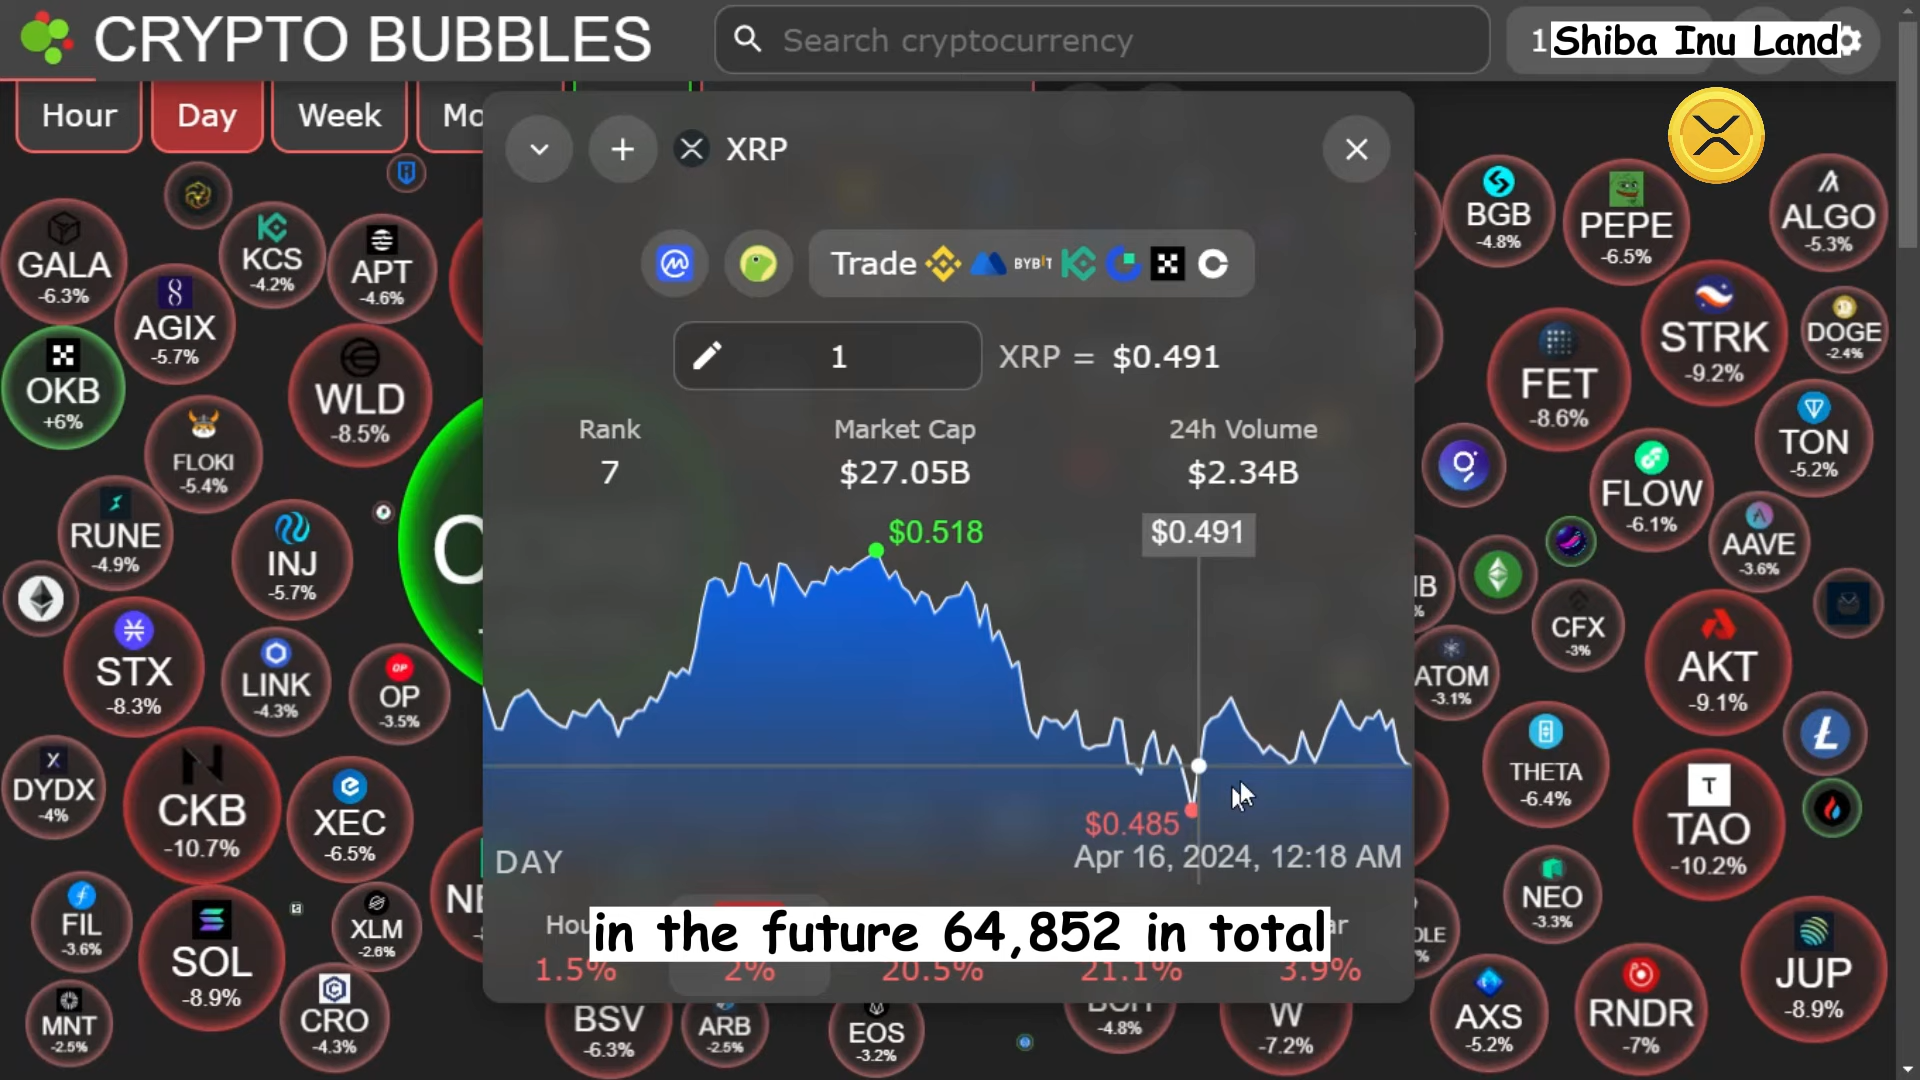 CRYPTO BUBBLES
Search cryptocurrency
1
Shiba Inu Land
Hour
Day
Week
Mo
XRP
Trade
BYBIT
1
XRP = $0.491
Rank
7
Market Cap
$27.05B
24h Volume
$2.34B
$0.518
$0.491
$0.485
DAY
Apr 16, 2024, 12:18 AM
Hou
ar
in the future 64,852 in total
1.5%
2%
20.5%
21.1%
3.9%
GALA
-6.3%
KCS
-4.2%
APT
-4.6%
AGIX
-5.7%
OKB
+6%
WLD
-8.5%
FLOKI
-5.4%
RUNE
-4.9%
INJ
-5.7%
STX
-8.3%
LINK
-4.3%
OP
OP
-3.5%
DYDX
-4%
CKB
-10.7%
XEC
-6.5%
FIL
-3.6%
SOL
-8.9%
XLM
-2.6%
MNT
-2.5%
CRO
-4.3%
NE
BSV
-6.3%
ARB
-2.5%
EOS
-3.2%
BCH
-4.8%
W
-7.2%
BGB
-4.8%
PEPE
-6.5%
ALGO
-5.3%
STRK
-9.2%
DOGE
-2.4%
FET
-8.6%
TON
-5.2%
FLOW
-6.1%
AAVE
-3.6%
CFX
-3%
ATOM
-3.1%
AKT
-9.1%
THETA
-6.4%
TAO
-10.2%
NEO
-3.3%
JUP
-8.9%
AXS
-5.2%
RNDR
-7%